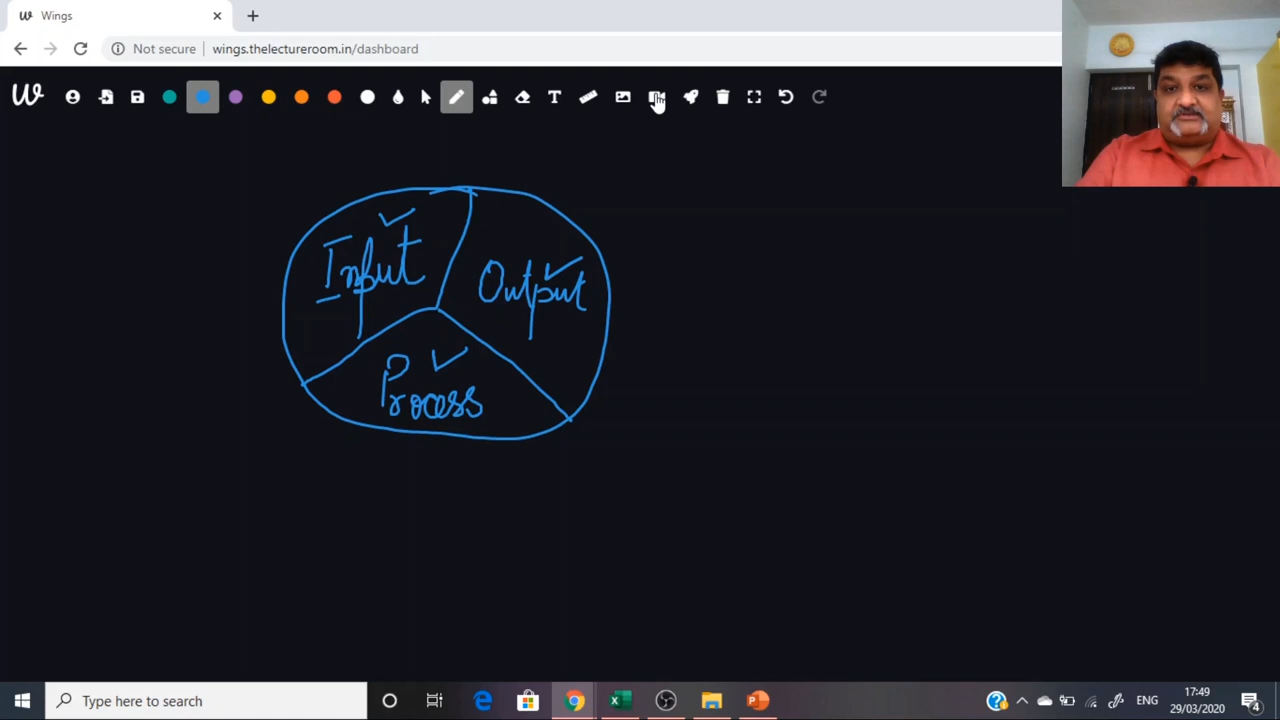 Wings
Not secure
wings.thelectureroom.in/dashboard
Input
Output
Process
Type here to search
ENG
17:49
29/03/2020
4